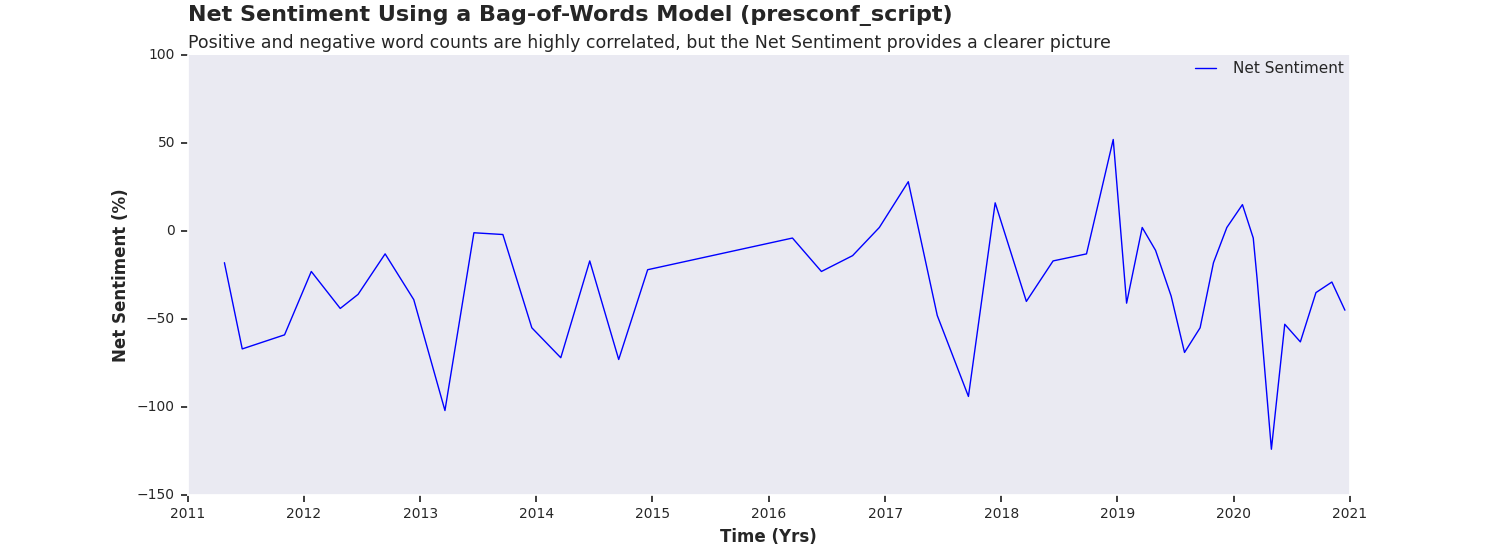 Net Sentiment Using a Bag-of-Words Model (presconf_script)
Positive and negative word counts are highly correlated, but the Net Sentiment provides a clearer picture
Net Sentiment
100
50
0
−50
−100
−150
Net Sentiment (%)
2011 2012 2013 2014 2015 2016 2017 2018 2019 2020 2021
Time (Yrs)